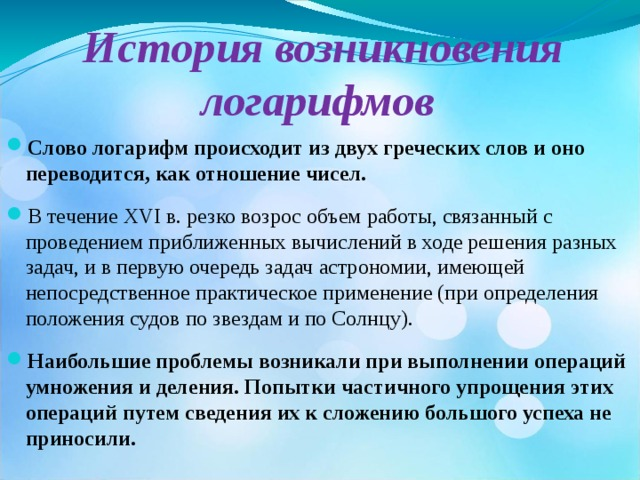 История возникновения
логарифмов
Слово логарифм происходит из двух греческих слов и оно
переводится, как отношение чисел.
В течение XVI в. резко возрос объем работы, связанный с
проведением приближенных вычислений в ходе решения разных
задач, и в первую очередь задач астрономии, имеющей
непосредственное практическое применение (при определения
положения судов по звездам и по Солнцу).
Наибольшие проблемы возникали при выполнении операций
умножения и деления. Попытки частичного упрощения этих
операций путем сведения их к сложению большого успеха не
приносили.